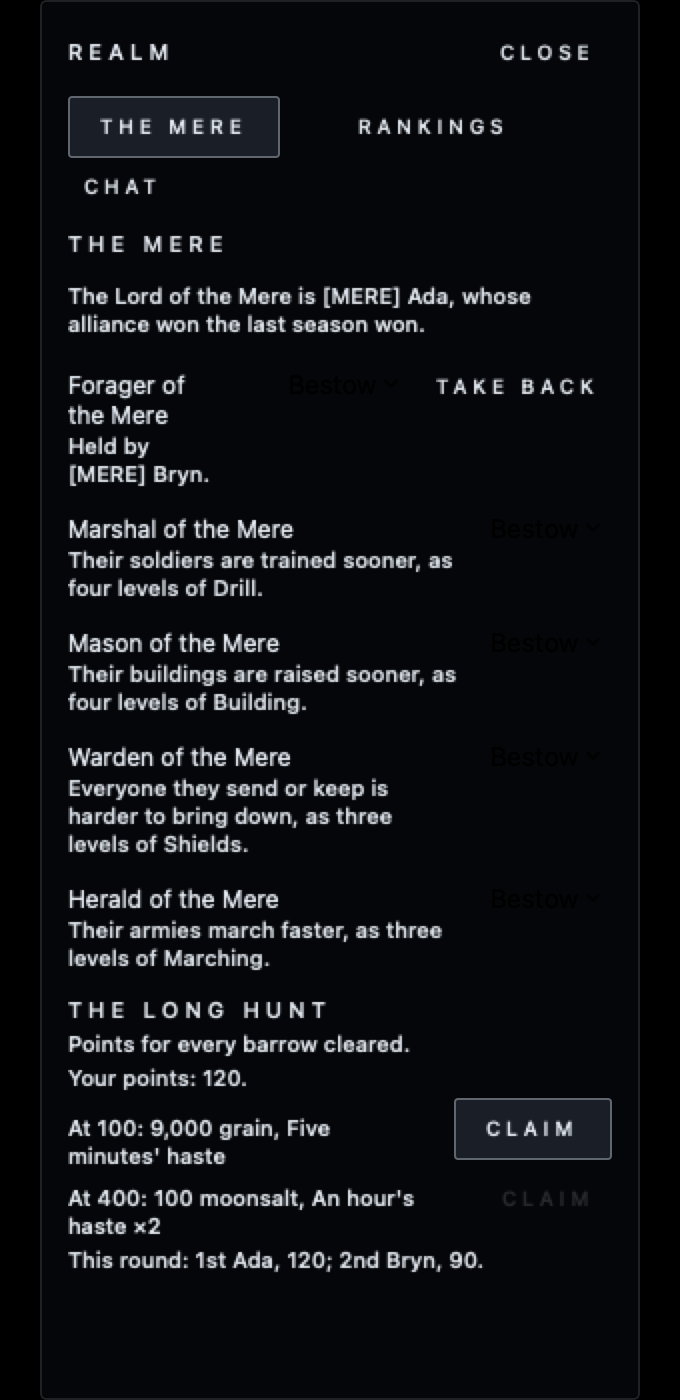 REALM CLOSE
THE MERE RANKINGS
CHAT
THE MERE
The Lord of the Mere is [MERE] Ada, whose
alliance won the last season won.
Forager of Bestow TAKE BACK
the Mere
Held by
[MERE] Bryn.
Marshal of the Mere Bestow
Their soldiers are trained sooner, as
four levels of Drill.
Mason of the Mere Bestow
Their buildings are raised sooner, as
four levels of Building.
Warden of the Mere Bestow
Everyone they send or keep is
harder to bring down, as three
levels of Shields.
Herald of the Mere Bestow
Their armies march faster, as three
levels of Marching.
THE LONG HUNT
Points for every barrow cleared.
Your points: 120.
At 100: 9,000 grain, Five CLAIM
minutes' haste
At 400: 100 moonsalt, An hour's CLAIM
haste ×2
This round: 1st Ada, 120; 2nd Bryn, 90.